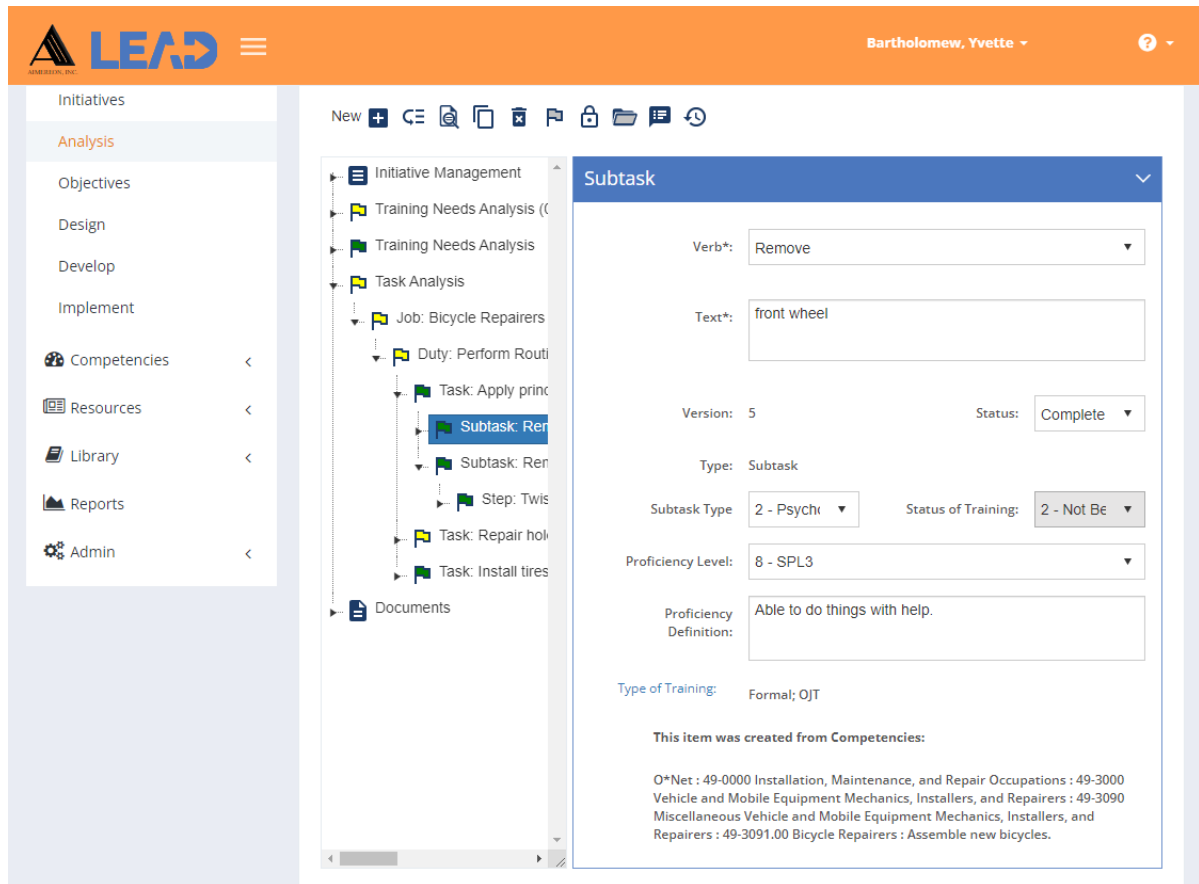 AIMEREON, INC.
LEAD
Bartholomew, Yvette
?
Initiatives
Analysis
Objectives
Design
Develop
Implement
Competencies
Resources
Library
Reports
Admin
New
Initiative Management
Training Needs Analysis (
Training Needs Analysis
Task Analysis
Job: Bicycle Repairers
Duty: Perform Routi
Task: Apply princ
Subtask: Ren
Subtask: Ren
Step: Twis
Task: Repair hol
Task: Install tires
Documents
Subtask
Verb*: Remove
Text*: front wheel
Version: 5 Status: Complete
Type: Subtask
Subtask Type 2 - Psycho Status of Training: 2 - Not Be
Proficiency Level: 8 - SPL3
Proficiency Able to do things with help.
Definition:
Type of Training: Formal; OJT
This item was created from Competencies:
O*Net : 49-0000 Installation, Maintenance, and Repair Occupations : 49-3000
Vehicle and Mobile Equipment Mechanics, Installers, and Repairers : 49-3090
Miscellaneous Vehicle and Mobile Equipment Mechanics, Installers, and
Repairers : 49-3091.00 Bicycle Repairers : Assemble new bicycles.